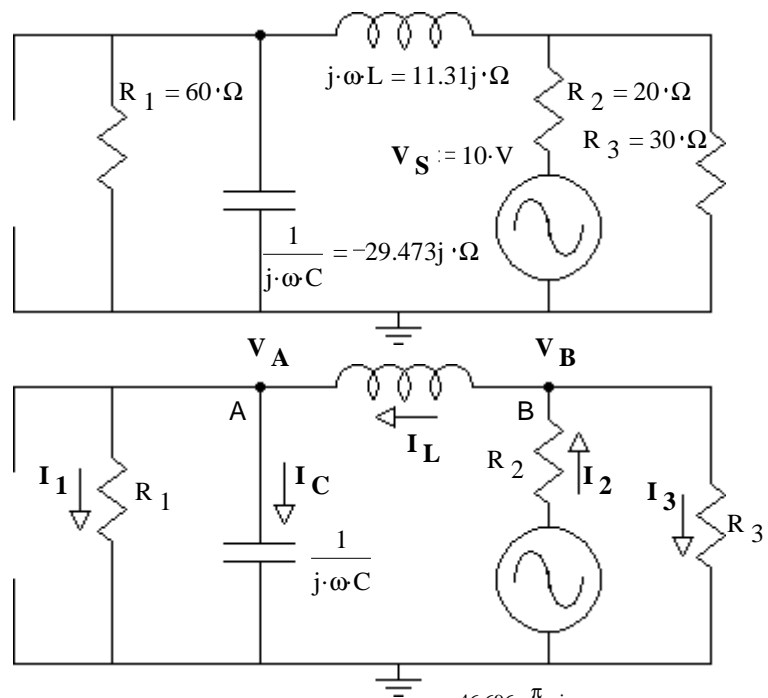 R 1 = 60·Ω
j·ω·L = 11.31j·Ω
R 2 = 20·Ω
V S := 10·V
R 3 = 30·Ω
1
j·ω·C
= −29.473j·Ω
V A
V B
A
B
I L
I 1
R 1
I C
R 2
I 2
I 3
R 3
1
j·ω·C
π